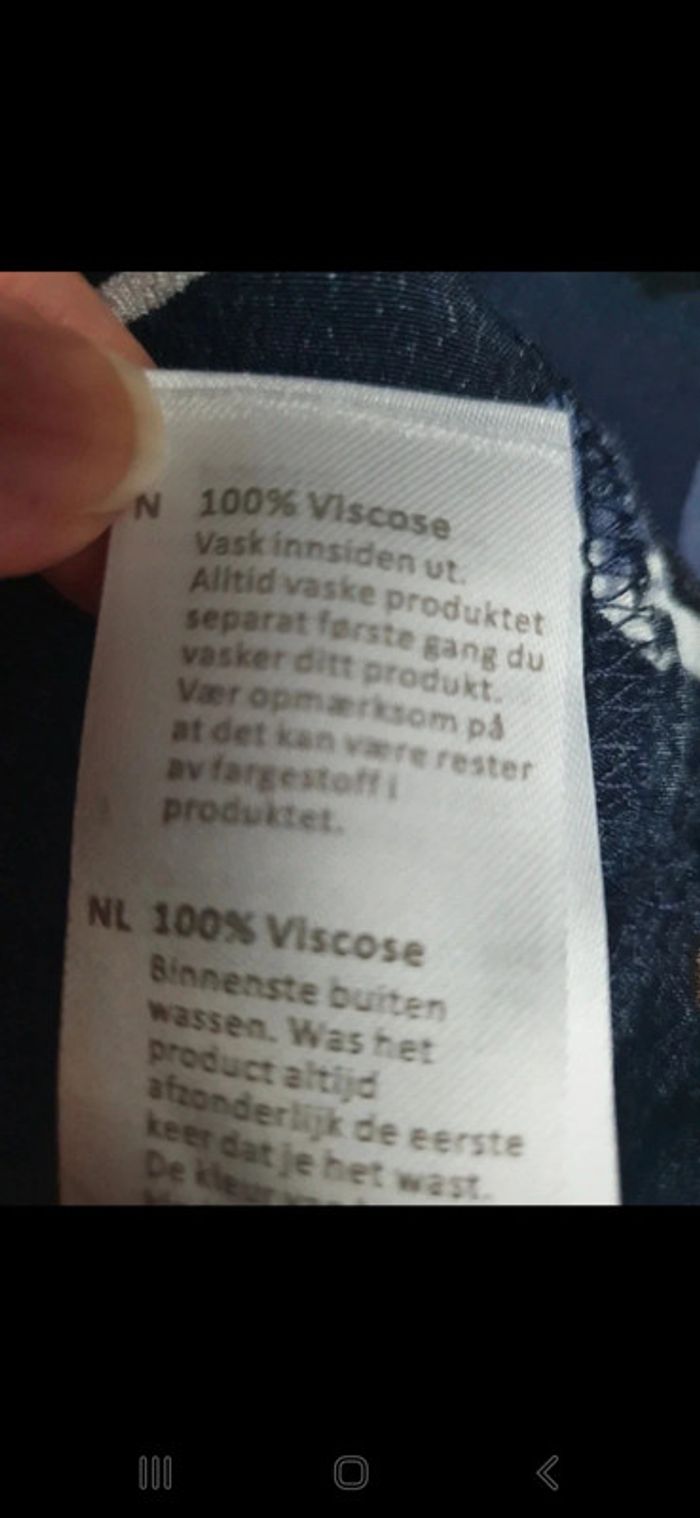 N 100% Viscose
Vask innsiden ut.
Alltid vaske produktet
separat første gang du
vasker ditt produkt.
Vær opmærksom på
at det kan være rester
av fargestoff i
produktet.
NL 100% Viscose
Binnenste buiten
wassen. Was het
product altijd
afzonderlijk de eerste
keer dat je het wast.
De kleur